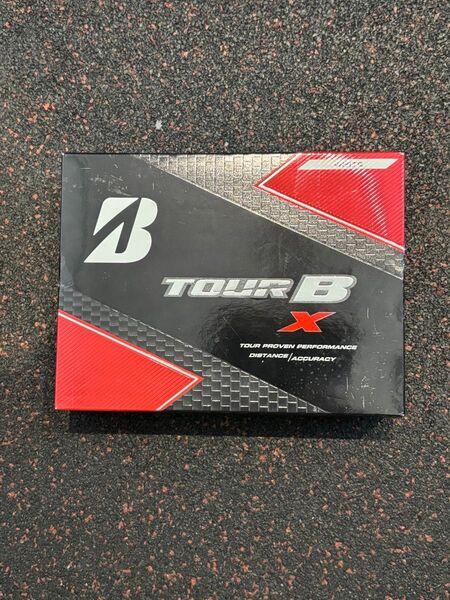 B
TOUR B
X
TOUR PROVEN PERFORMANCE
DISTANCE/ACCURACY